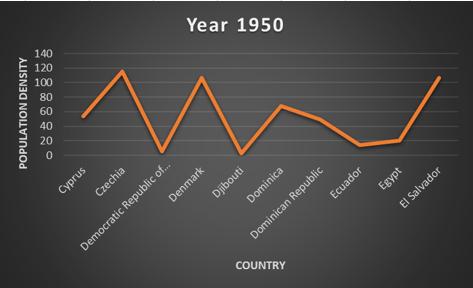 Year 1950
POPULATION DENSITY
140
120
100
80
60
40
20
0
Cyprus
Czechia
Democratic Republic of...
Denmark
Djibouti
Dominica
Dominican Republic
Ecuador
Egypt
El Salvador
COUNTRY